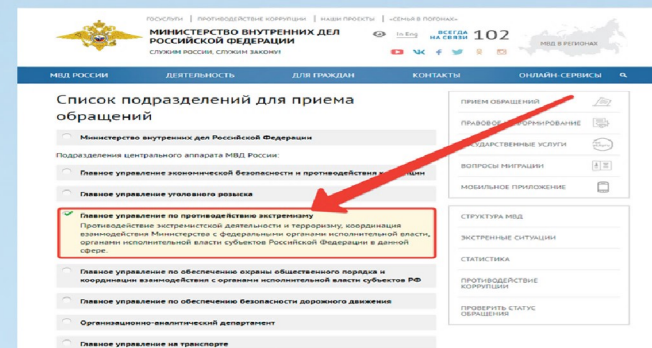 ГОСУСЛУГИ | ПРОТИВОДЕЙСТВИЕ КОРРУПЦИИ | НАШИ ПРОЕКТЫ | «СЕМЬЯ В ПОГОНАХ»
МИНИСТЕРСТВО ВНУТРЕННИХ ДЕЛ
РОССИЙСКОЙ ФЕДЕРАЦИИ
СЛУЖИМ РОССИИ, СЛУЖИМ ЗАКОНУ!
In Eng
ВСЕГДА
НА СВЯЗИ
102
МВД В РЕГИОНАХ
МВД РОССИИ ДЕЯТЕЛЬНОСТЬ ДЛЯ ГРАЖДАН КОНТАКТЫ ОНЛАЙН-СЕРВИСЫ
Список подразделений для приема
обращений
Министерство внутренних дел Российской Федерации
Подразделения центрального аппарата МВД России:
Главное управление экономической безопасности и противодействия
Главное управление уголовного розыска
Главное управление по противодействию экстремизму
Противодействие экстремистской деятельности и терроризму, координация
взаимодействия Министерства с федеральными органами исполнительной власти,
органами исполнительной власти субъектов Российской Федерации в данной
сфере.
Главное управление по обеспечению охраны общественного порядка и
координации взаимодействия с органами исполнительной власти субъектов РФ
Главное управление по обеспечению безопасности дорожного движения
Организационно-аналитический департамент
Главное управление на транспорте
ПРИЕМ ОБРАЩЕНИЙ
ПРАВОВОЕ
ГОСУДАРСТВЕННЫЕ УСЛУГИ
ВОПРОСЫ МИГРАЦИИ
МОБИЛЬНОЕ ПРИЛОЖЕНИЕ
СТРУКТУРА МВД
ЭКСТРЕННЫЕ СИТУАЦИИ
СТАТИСТИКА
ПРОТИВОДЕЙСТВИЕ
КОРРУПЦИИ
ПРОВЕРИТЬ СТАТУС
ОБРАЩЕНИЯ